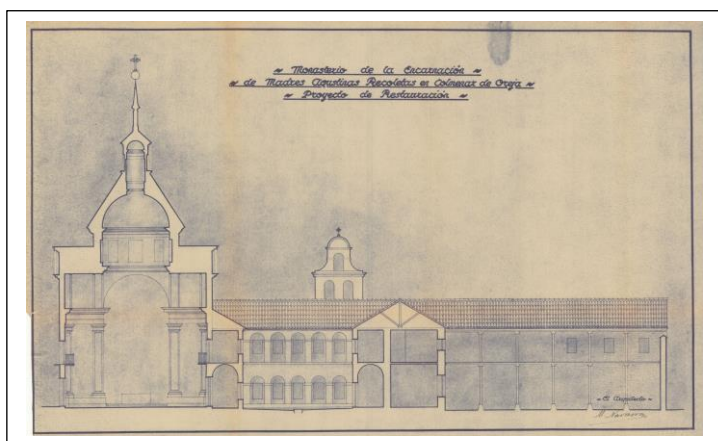 ~ Monasterio de la Encarnación ~
~ de Madres Agustinas Recoletas en Colmenar de Oreja ~
~ Proyecto de Restauración ~
~ El Arquitecto ~